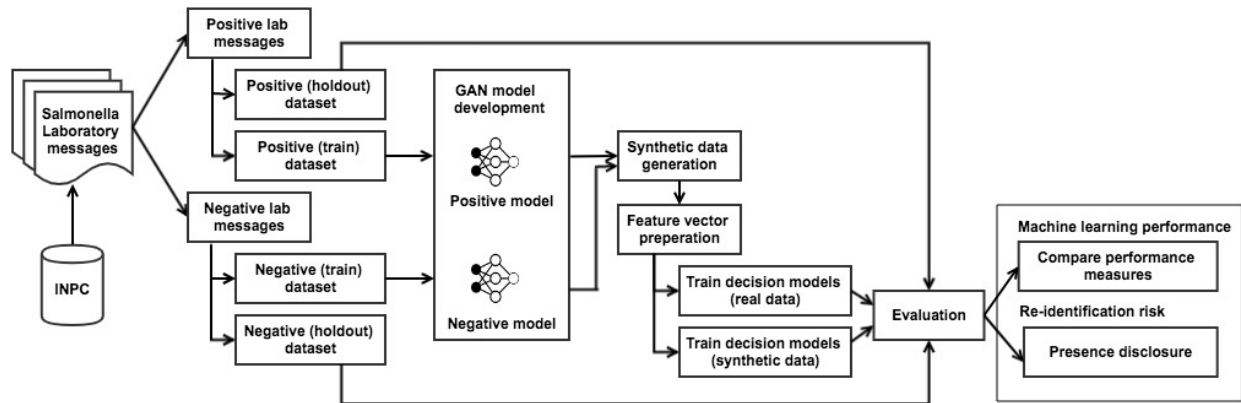 Salmonella
Laboratory
messages
INPC
Positive lab
messages
Positive (holdout)
dataset
Positive (train)
dataset
Negative lab
messages
Negative (train)
dataset
Negative (holdout)
dataset
GAN model
development
Positive model
Negative model
Synthetic data
generation
Feature vector
preperation
Train decision models
(real data)
Train decision models
(synthetic data)
Evaluation
Machine learning performance
Compare performance
measures
Re-identification risk
Presence disclosure